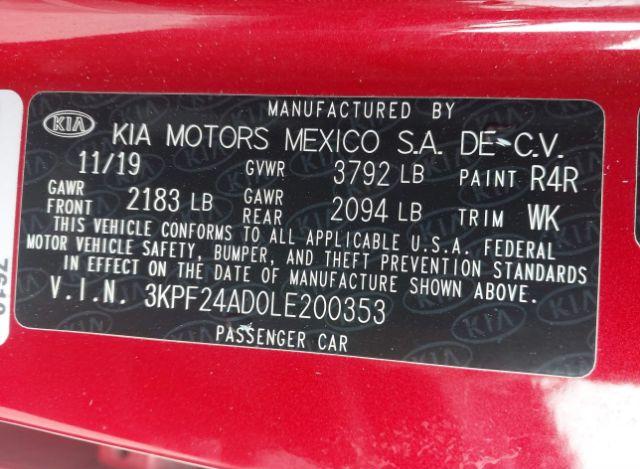 MANUFACTURED BY
KIA KIA MOTORS MEXICO S.A. DE C.V.
11/19 GVWR 3792 LB PAINT R4R
GAWR FRONT 2183 LB GAWR REAR 2094 LB TRIM WK
THIS VEHICLE CONFORMS TO ALL APPLICABLE U.S.A. FEDERAL
MOTOR VEHICLE SAFETY, BUMPER, AND THEFT PREVENTION STANDARDS
IN EFFECT ON THE DATE OF MANUFACTURE SHOWN ABOVE.
V.I.N. 3KPF24AD0LE200353
PASSENGER CAR